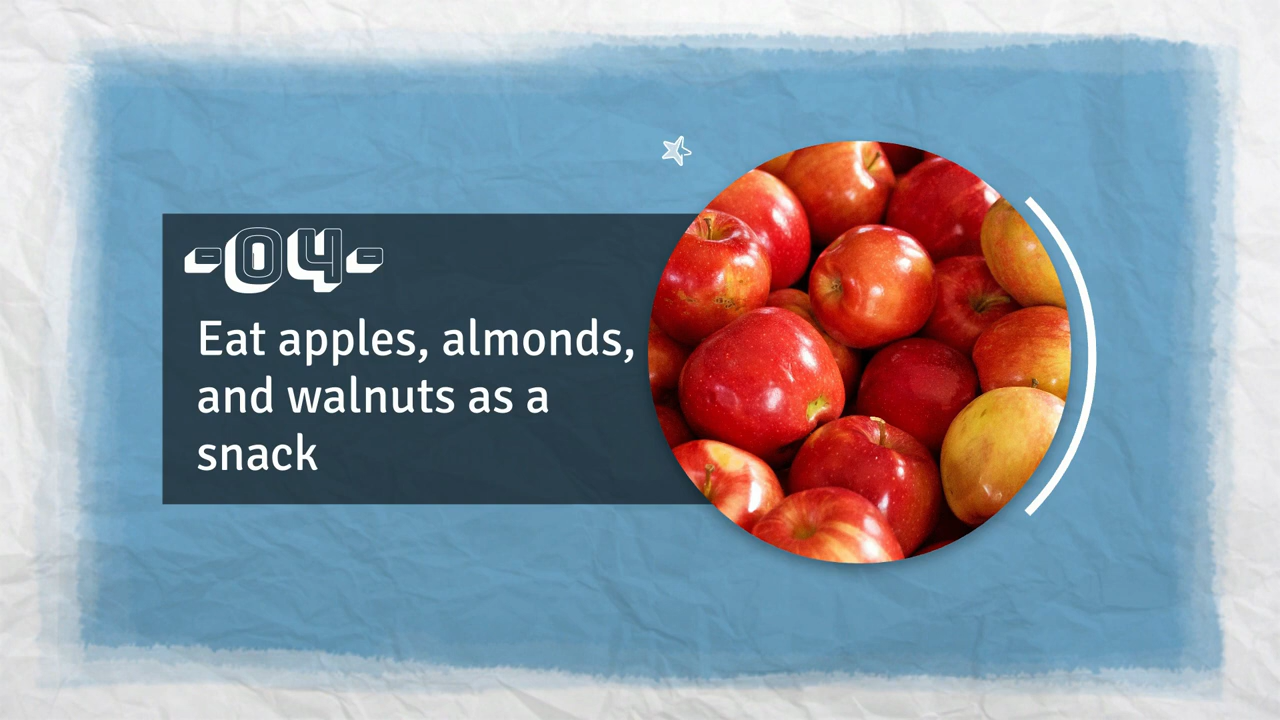 -04-
Eat apples, almonds,
and walnuts as a
snack